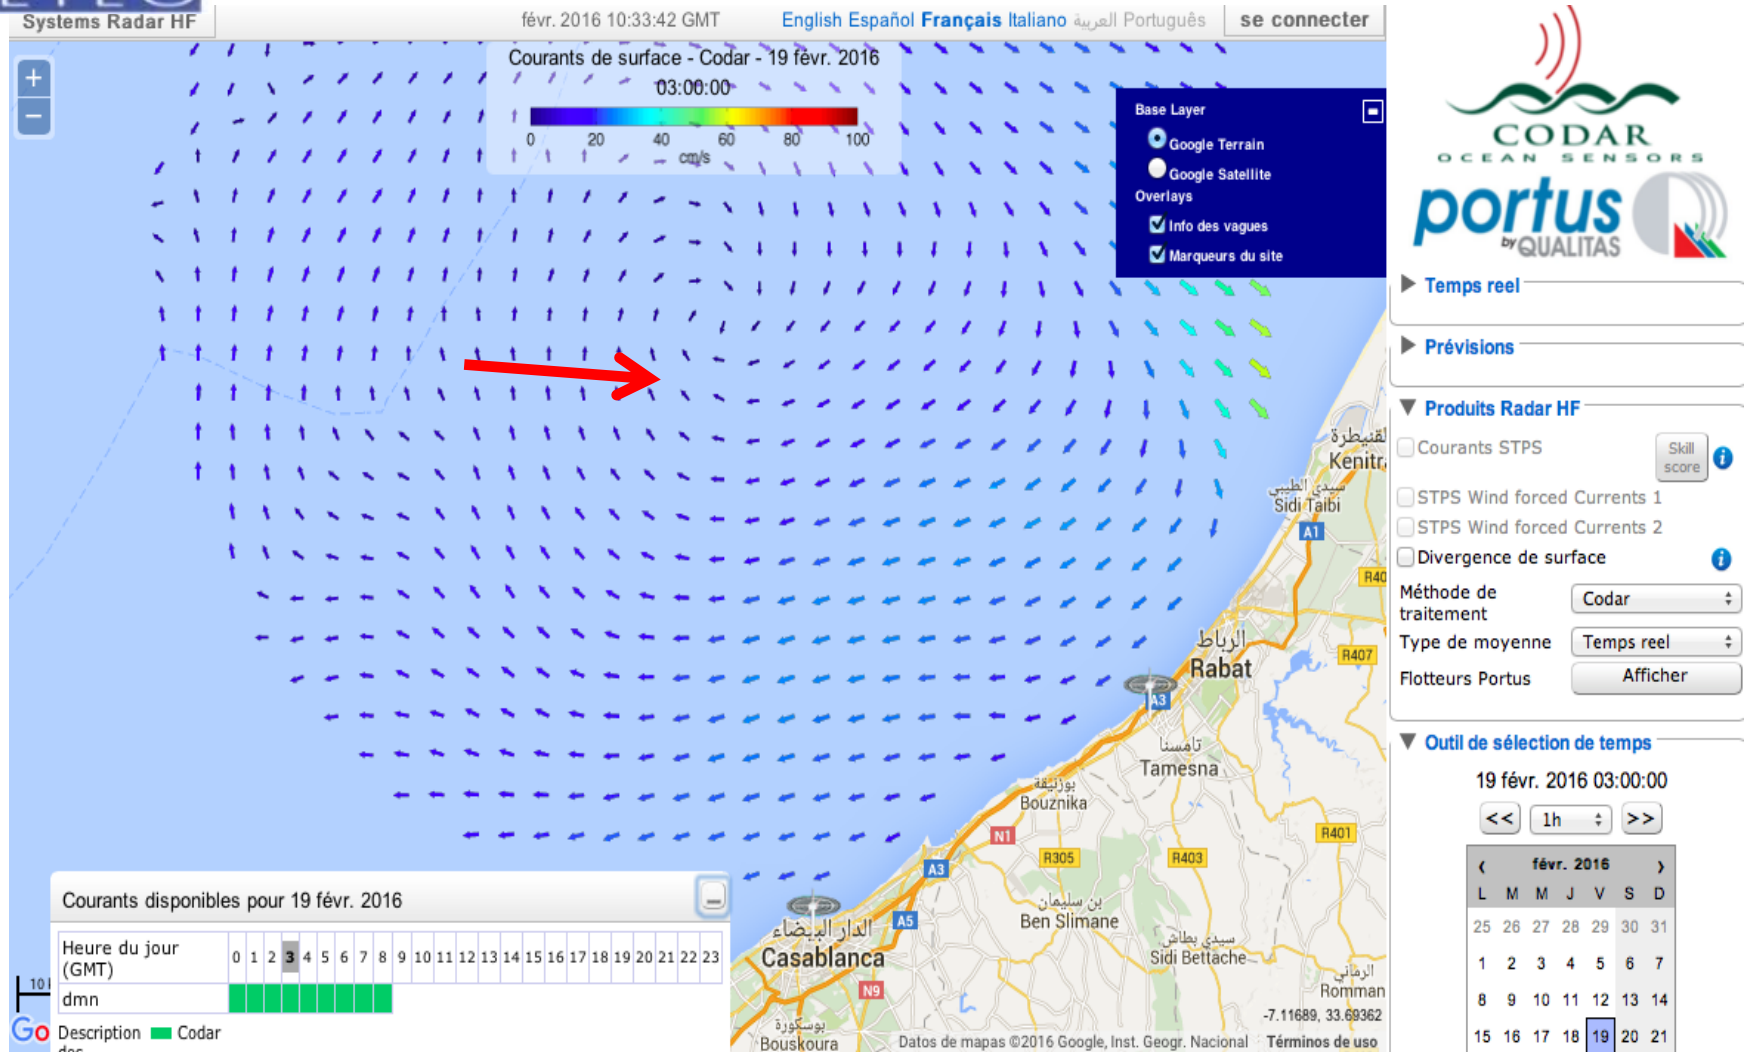 Systems Radar HF
févr. 2016 10:33:42 GMT
English Español Français Italiano العربية Português
se connecter
Courants de surface - Codar - 19 févr. 2016
03:00:00
0 20 40 60 80 100
cm/s
+
−
Base Layer
Google Terrain
Google Satellite
Overlays
Info des vagues
Marqueurs du site
CODAR
OCEAN SENSORS
portus
by QUALITAS
Temps reel
Prévisions
Produits Radar HF
Courants STPS
Skill
score
STPS Wind forced Currents 1
STPS Wind forced Currents 2
Divergence de surface
Méthode de
traitement
Codar
Type de moyenne
Temps reel
Flotteurs Portus
Afficher
Outil de sélection de temps
19 févr. 2016 03:00:00
<< 1h >>
févr. 2016
L M M J V S D
25 26 27 28 29 30 31
1 2 3 4 5 6 7
8 9 10 11 12 13 14
15 16 17 18 19 20 21
القنيطرة
Kenitr
سيدي الطيبي
Sidi Taibi
A1
R40
الرباط
Rabat
R407
A3
تامسنا
Tamesna
بوزنيقة
Bouznika
N1
R401
R305
R403
A3
بن سليمان
Ben Slimane
A5
سيدي بطاش
Sidi Bettache
الدار البيضاء
Casablanca
N9
الرماني
Romman
بوسكورة
Bouskoura
-7.11689, 33.69362
Datos de mapas ©2016 Google, Inst. Geogr. Nacional
Términos de uso
Courants disponibles pour 19 févr. 2016
Heure du jour
(GMT)
0 1 2 3 4 5 6 7 8 9 10 11 12 13 14 15 16 17 18 19 20 21 22 23
dmn
Description
Codar
10
Go